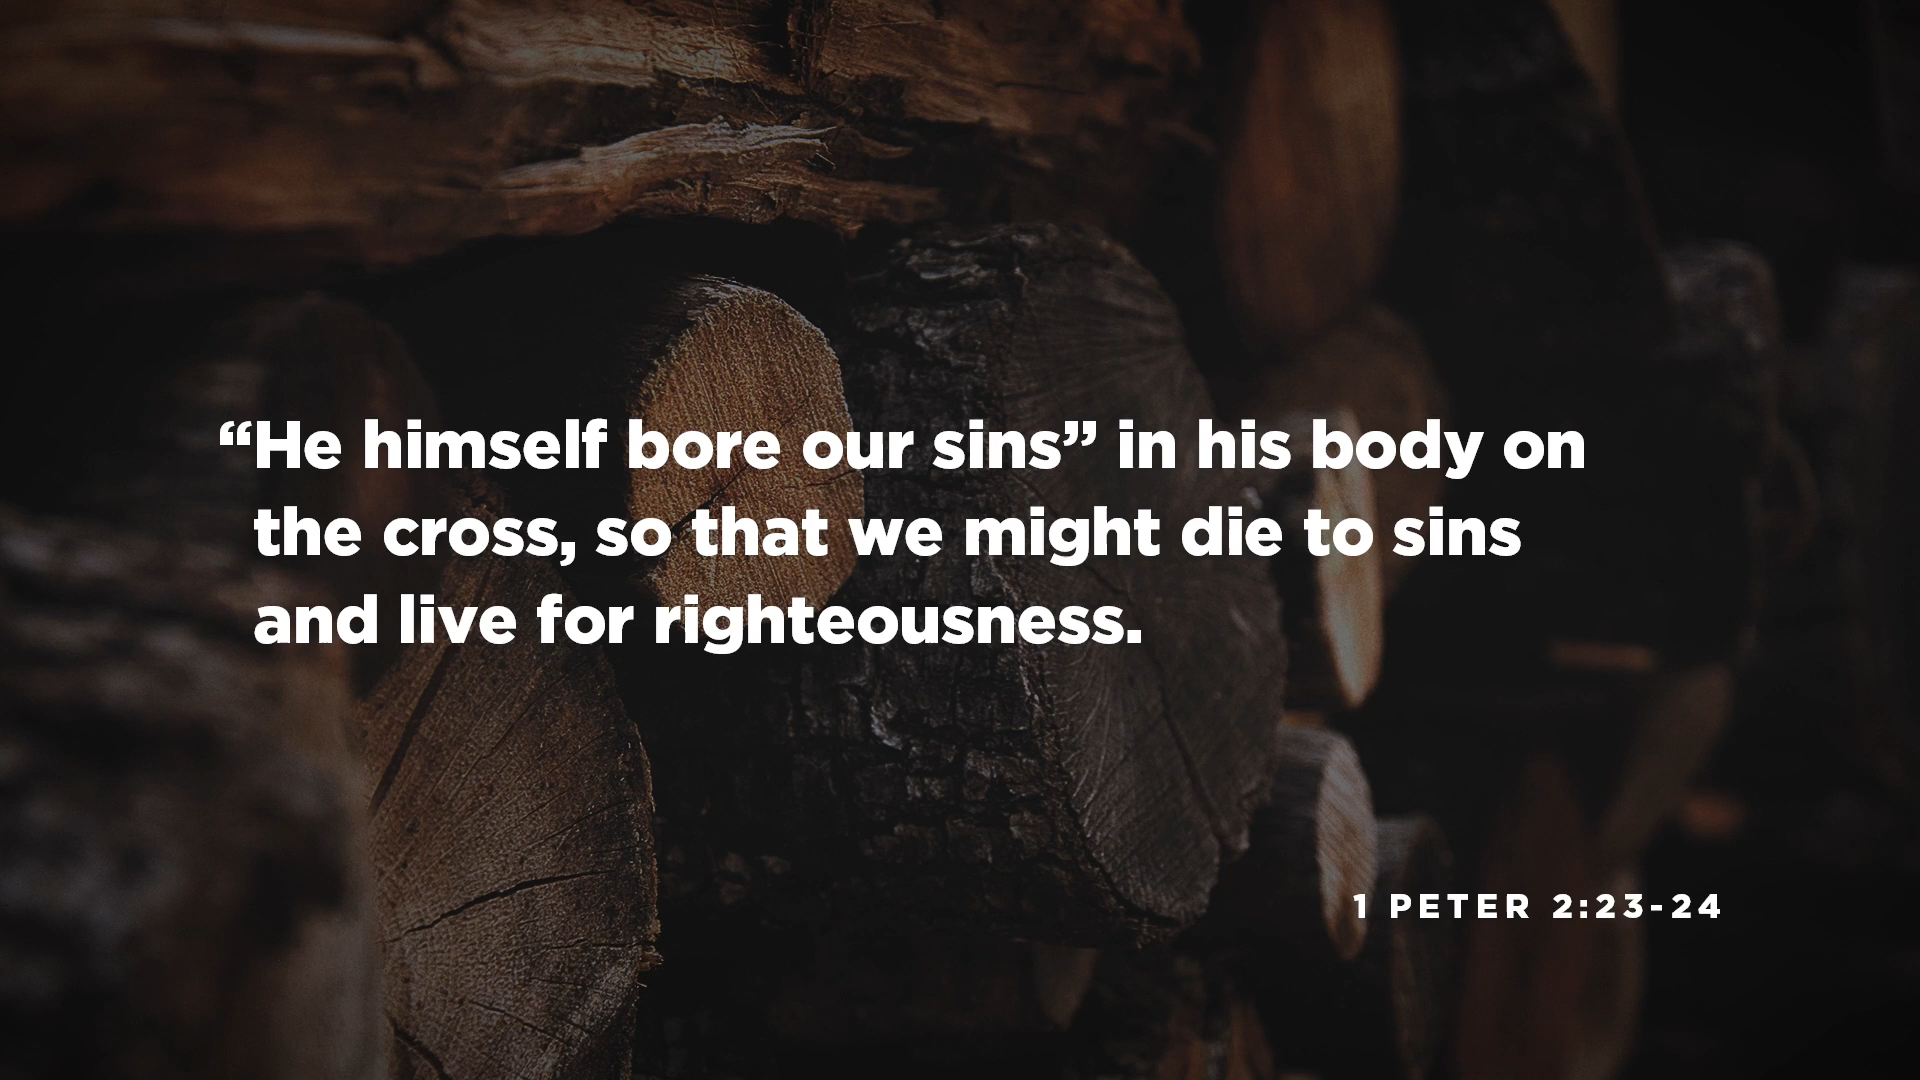 “He himself bore our sins” in his body on
the cross, so that we might die to sins
and live for righteousness.
1 PETER 2:23-24